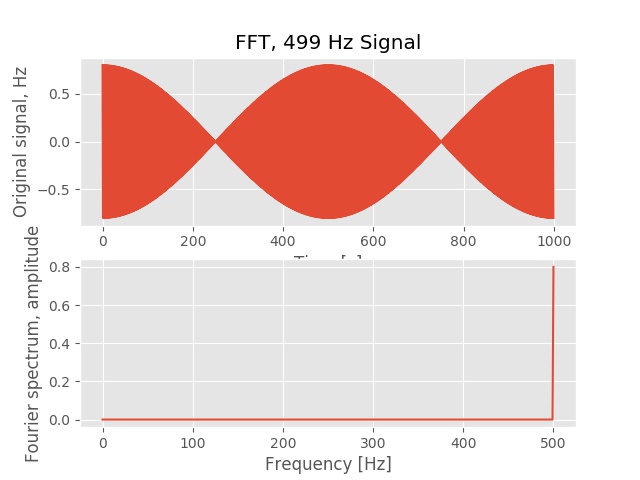 FFT, 499 Hz Signal
Original signal, Hz
0.5
0.0
−0.5
0 200 400 600 800 1000
Fourier spectrum, amplitude
0.8
0.6
0.4
0.2
0.0
0 100 200 300 400 500
Frequency [Hz]